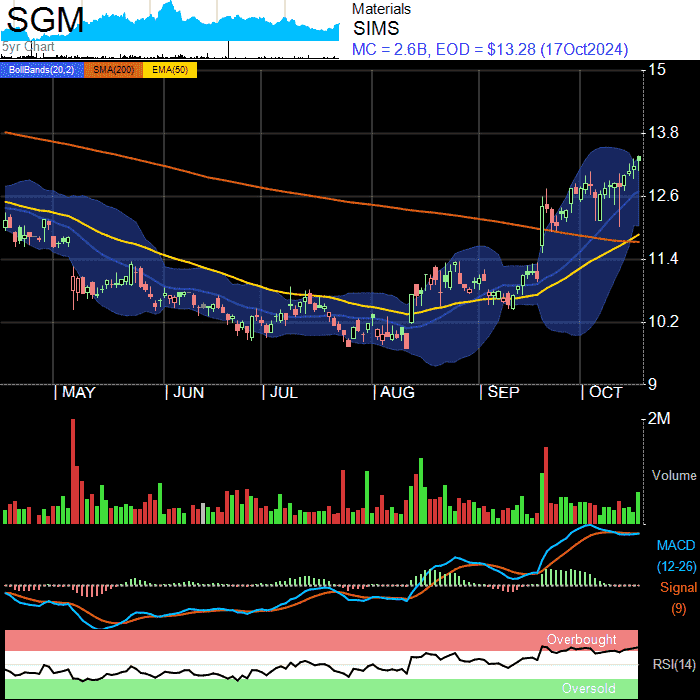 SGM
5yr Chart
Materials
SIMS
MC = 2.6B, EOD = $13.28 (17Oct2024)
BollBands(20,2) SMA(200) EMA(50)
15
13.8
12.6
11.4
10.2
9
MAY JUN JUL AUG SEP OCT
2M
Volume
MACD
(12-26)
Signal
(9)
Overbought
RSI(14)
Oversold